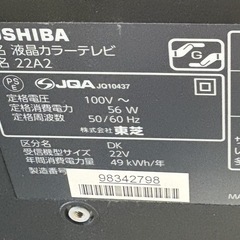 OSHIBA
液晶カラーテレビ
名 22A2
G
PS
E
JQA JQ10437
定格電圧 100V～
定格消費電力 56 W
定格周波数 50/60 Hz
株式会社 東芝
区分名 DK
受信機型サイズ 22V
年間消費電力量 49 kWh/年
製造番号 98342798
MA